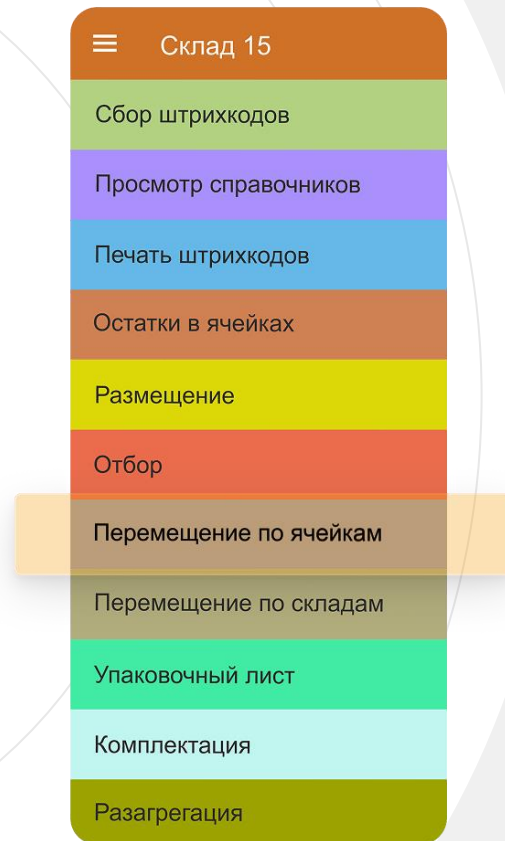 Склад 15
Сбор штрихкодов
Просмотр справочников
Печать штрихкодов
Остатки в ячейках
Размещение
Отбор
Перемещение по ячейкам
Перемещение по складам
Упаковочный лист
Комплектация
Разагрегация